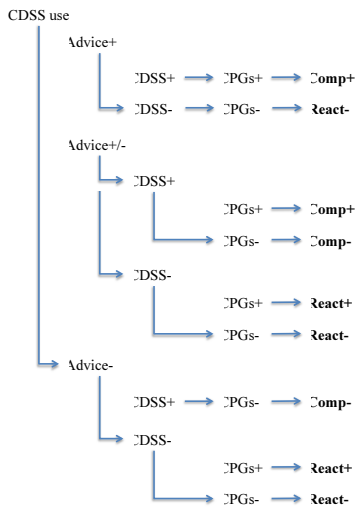 CDSS use
Advice+
CDSS+ CPGs+ Comp+
CDSS- CPGs- React-
Advice+/-
CDSS+
CPGs+ Comp+
CPGs- Comp-
CDSS-
CPGs+ React+
CPGs- React-
Advice-
CDSS+ CPGs- Comp-
CDSS-
CPGs+ React+
CPGs- React-